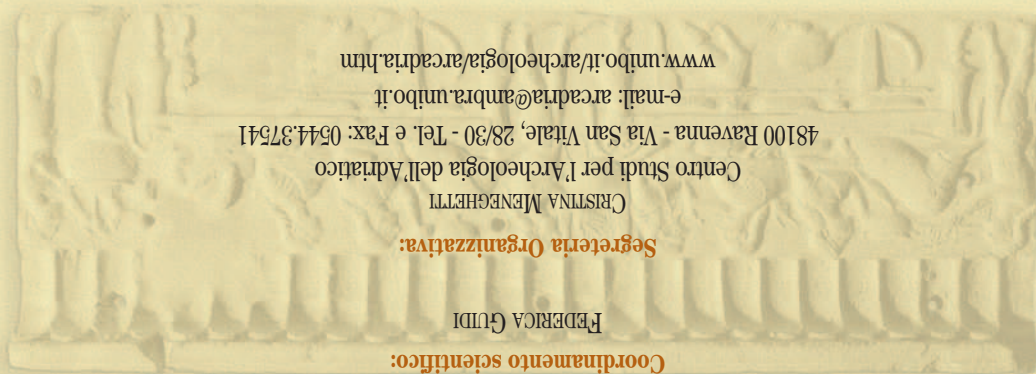 Coordinamento scientifico:
FEDERICA GUIDI
Segreteria Organizzativa:
CRISTINA MENEGHETTI
Centro Studi per l'Archeologia dell'Adriatico
48100 Ravenna - Via San Vitale, 28/30 - Tel. e Fax: 0544.37541
e-mail: arcadria@ambra.unibo.it
www.unibo.it/archeologia/arcadria.htm